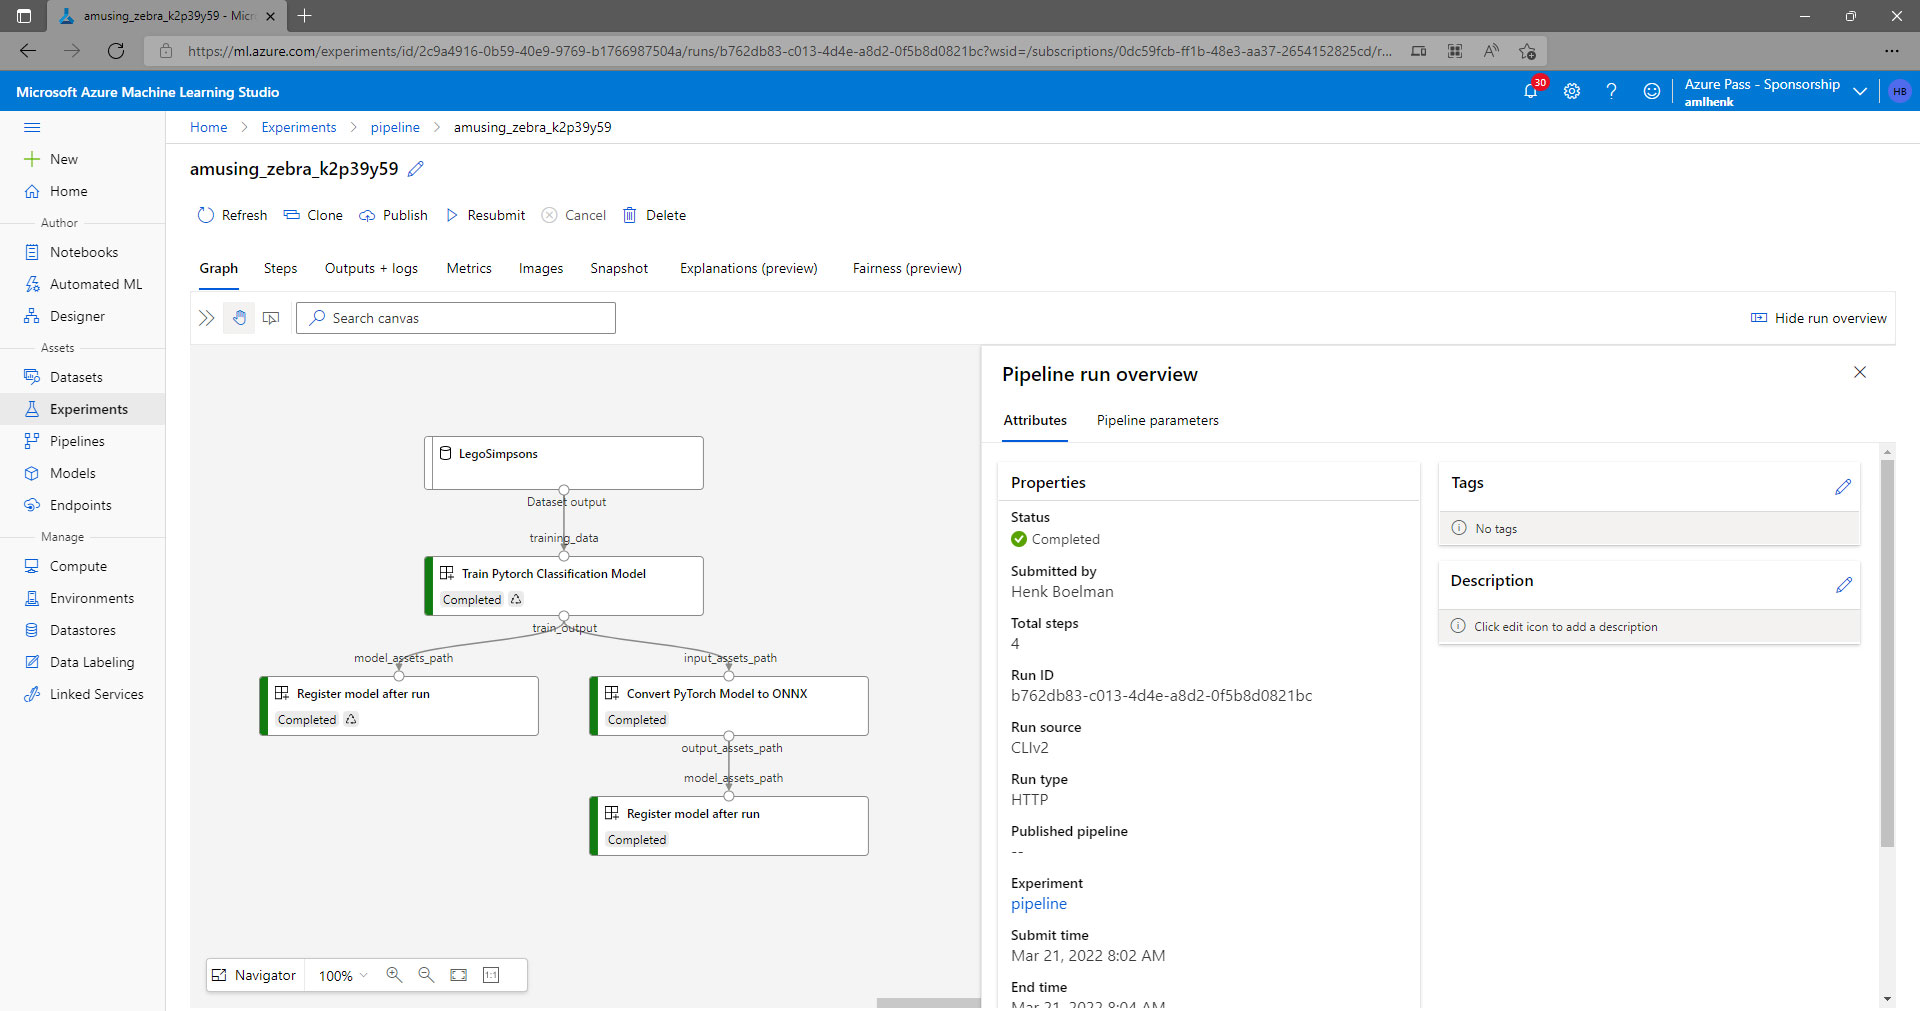 amusing_zebra_k2p39y59 - Micr
https://ml.azure.com/experiments/id/2c9a4916-0b59-40e9-9769-b1766987504a/runs/b762db83-c013-4d4e-a8d2-0f5b8d0821bc?wsid=/subscriptions/0dc59fcb-ff1b-48e3-aa37-2654152825cd/r...
Microsoft Azure Machine Learning Studio
30
Azure Pass - Sponsorship
amlhenk
HB
Home > Experiments > pipeline > amusing_zebra_k2p39y59
New
Home
Author
Notebooks
Automated ML
Designer
Assets
Datasets
Experiments
Pipelines
Models
Endpoints
Manage
Compute
Environments
Datastores
Data Labeling
Linked Services
amusing_zebra_k2p39y59
Refresh Clone Publish Resubmit Cancel Delete
Graph Steps Outputs + logs Metrics Images Snapshot Explanations (preview) Fairness (preview)
Search canvas
Hide run overview
LegoSimpsons
Dataset output
training_data
Train Pytorch Classification Model
Completed
train_output
model_assets_path
input_assets_path
Register model after run
Completed
Convert PyTorch Model to ONNX
Completed
output_assets_path
model_assets_path
Register model after run
Completed
Navigator
100%
1:1
Pipeline run overview
Attributes Pipeline parameters
Properties
Status
Completed
Submitted by
Henk Boelman
Total steps
4
Run ID
b762db83-c013-4d4e-a8d2-0f5b8d0821bc
Run source
CLIv2
Run type
HTTP
Published pipeline
--
Experiment
pipeline
Submit time
Mar 21, 2022 8:02 AM
End time
Mar 21, 2022 8:04 AM
Tags
No tags
Description
Click edit icon to add a description